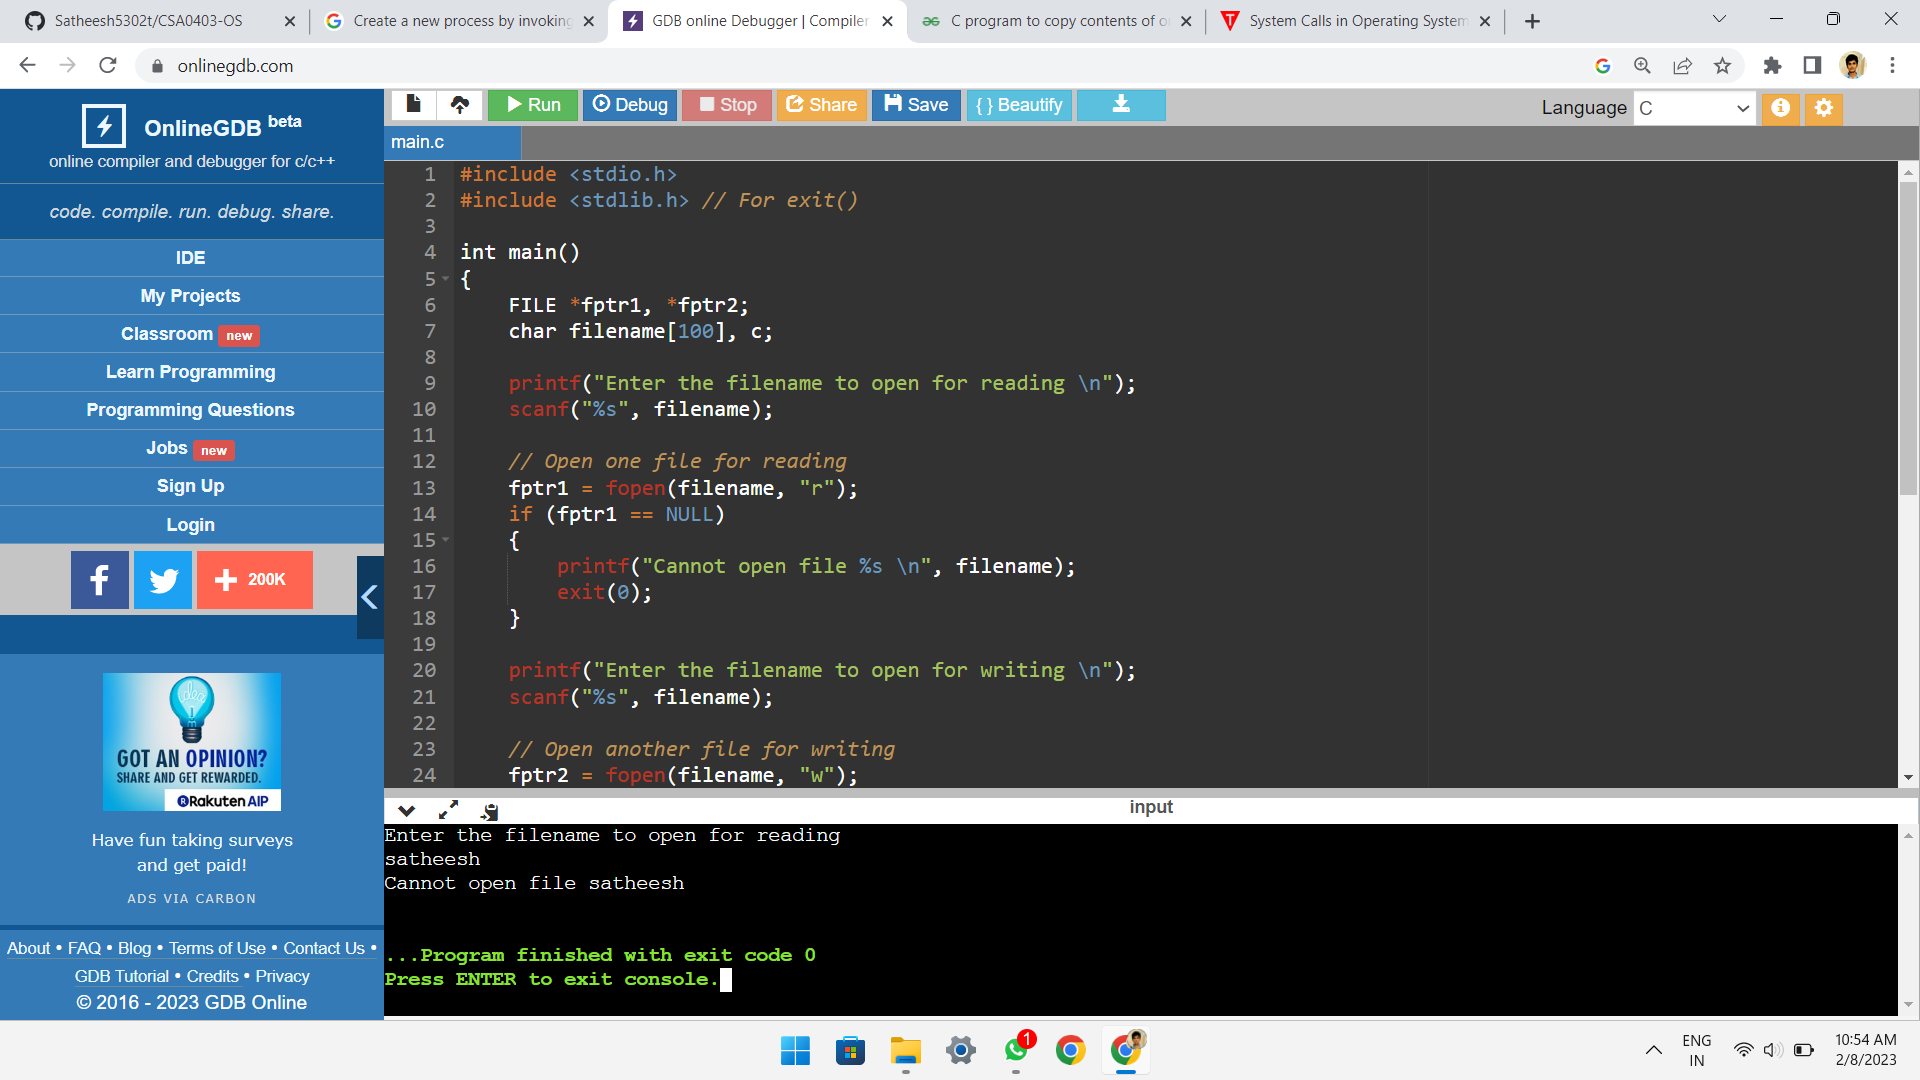 Satheesh5302t/CSA0403-OS
Create a new process by invoking
GDB online Debugger | Compiler
C program to copy contents of o
System Calls in Operating System
onlinegdb.com
OnlineGDB beta
online compiler and debugger for c/c++
code. compile. run. debug. share.
IDE
My Projects
Classroom new
Learn Programming
Programming Questions
Jobs new
Sign Up
Login
200K
idea
GOT AN OPINION?
SHARE AND GET REWARDED.
Rakuten AIP
Have fun taking surveys
and get paid!
ADS VIA CARBON
About • FAQ • Blog • Terms of Use • Contact Us •
GDB Tutorial • Credits • Privacy
© 2016 - 2023 GDB Online
Run Debug Stop Share Save { } Beautify
Language C
main.c
1 #include <stdio.h>
2 #include <stdlib.h> // For exit()
3
4 int main()
5 {
6 FILE *fptr1, *fptr2;
7 char filename[100], c;
8
9 printf("Enter the filename to open for reading \n");
10 scanf("%s", filename);
11
12 // Open one file for reading
13 fptr1 = fopen(filename, "r");
14 if (fptr1 == NULL)
15 {
16 printf("Cannot open file %s \n", filename);
17 exit(0);
18 }
19
20 printf("Enter the filename to open for writing \n");
21 scanf("%s", filename);
22
23 // Open another file for writing
24 fptr2 = fopen(filename, "w");
input
Enter the filename to open for reading
satheesh
Cannot open file satheesh
...Program finished with exit code 0
Press ENTER to exit console.
1
ENG
IN
10:54 AM
2/8/2023